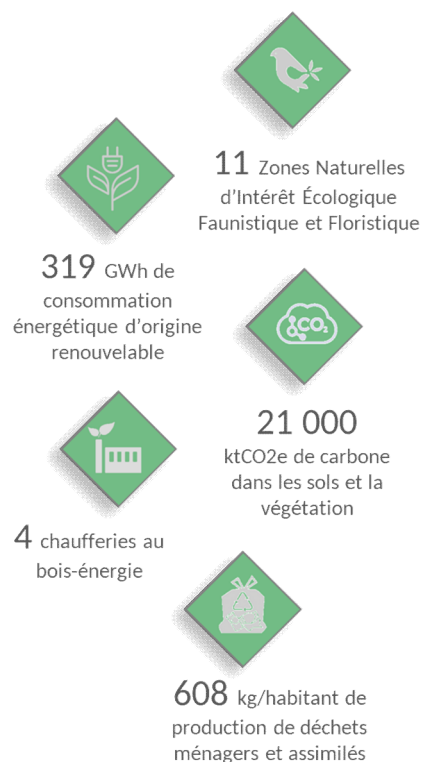 11 Zones Naturelles
d'Intérêt Écologique
Faunistique et Floristique
319 GWh de
consommation
énergétique d'origine
renouvelable
CO₂
21 000
ktCO2e de carbone
dans les sols et la
végétation
4 chaufferies au
bois-énergie
608 kg/habitant de
production de déchets
ménagers et assimilés